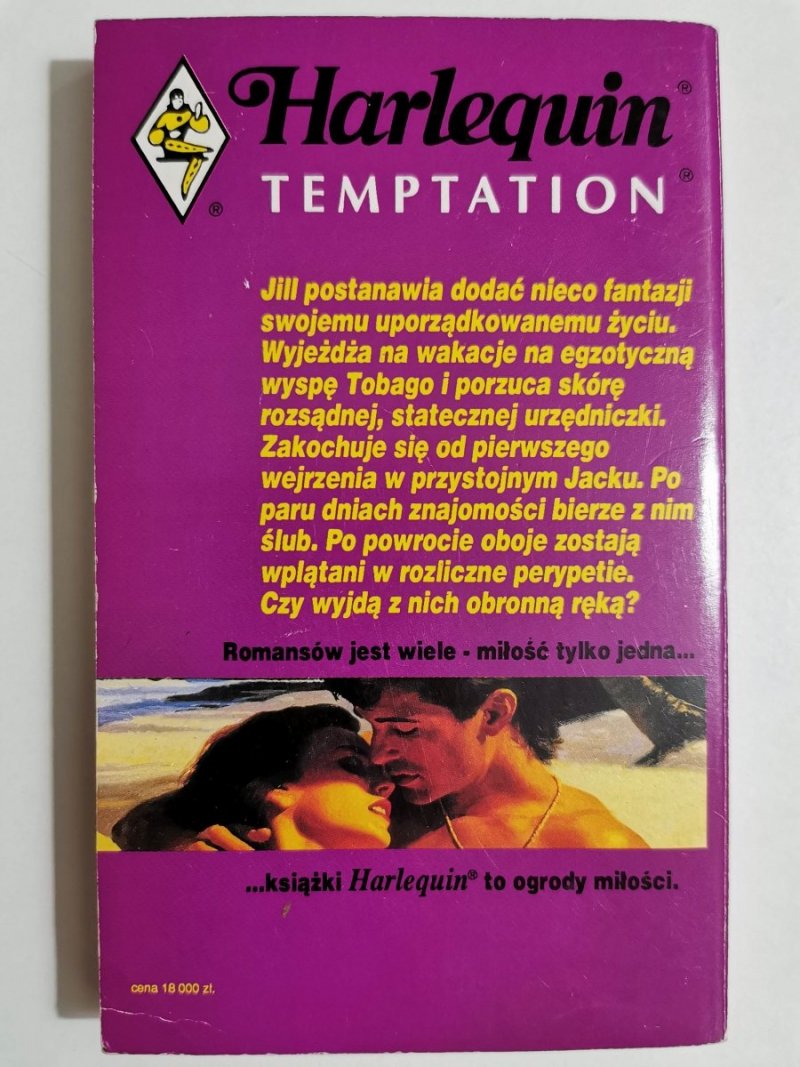 Harlequin®
TEMPTATION®
®
Jill postanawia dodać nieco fantazji
swojemu uporządkowanemu życiu.
Wyjeżdża na wakacje na egzotyczną
wyspę Tobago i porzuca skórę
rozsądnej, statecznej urzędniczki.
Zakochuje się od pierwszego
wejrzenia w przystojnym Jacku. Po
paru dniach znajomości bierze z nim
ślub. Po powrocie oboje zostają
wplątani w rozliczne perypetie.
Czy wyjdą z nich obronną ręką?
Romansów jest wiele - miłość tylko jedna...
...książki Harlequin® to ogrody miłości.
cena 18 000 zł.